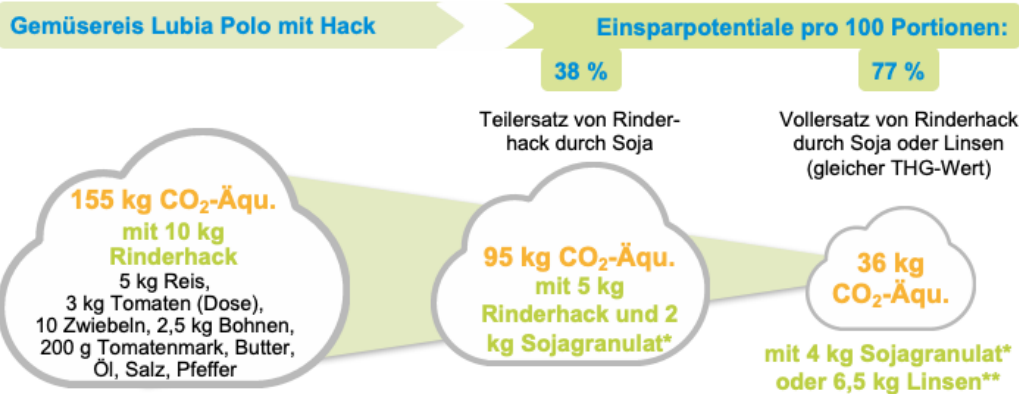 Gemüsereis Lubia Polo mit Hack
Einsparpotentiale pro 100 Portionen:
38 %
77 %
Teilersatz von Rinder-
hack durch Soja
Vollersatz von Rinderhack
durch Soja oder Linsen
(gleicher THG-Wert)
155 kg CO₂-Äqu.
mit 10 kg
Rinderhack
5 kg Reis,
3 kg Tomaten (Dose),
10 Zwiebeln, 2,5 kg Bohnen,
200 g Tomatenmark, Butter,
Öl, Salz, Pfeffer
95 kg CO₂-Äqu.
mit 5 kg
Rinderhack und 2
kg Sojagranulat*
36 kg
CO₂-Äqu.
mit 4 kg Sojagranulat*
oder 6,5 kg Linsen**